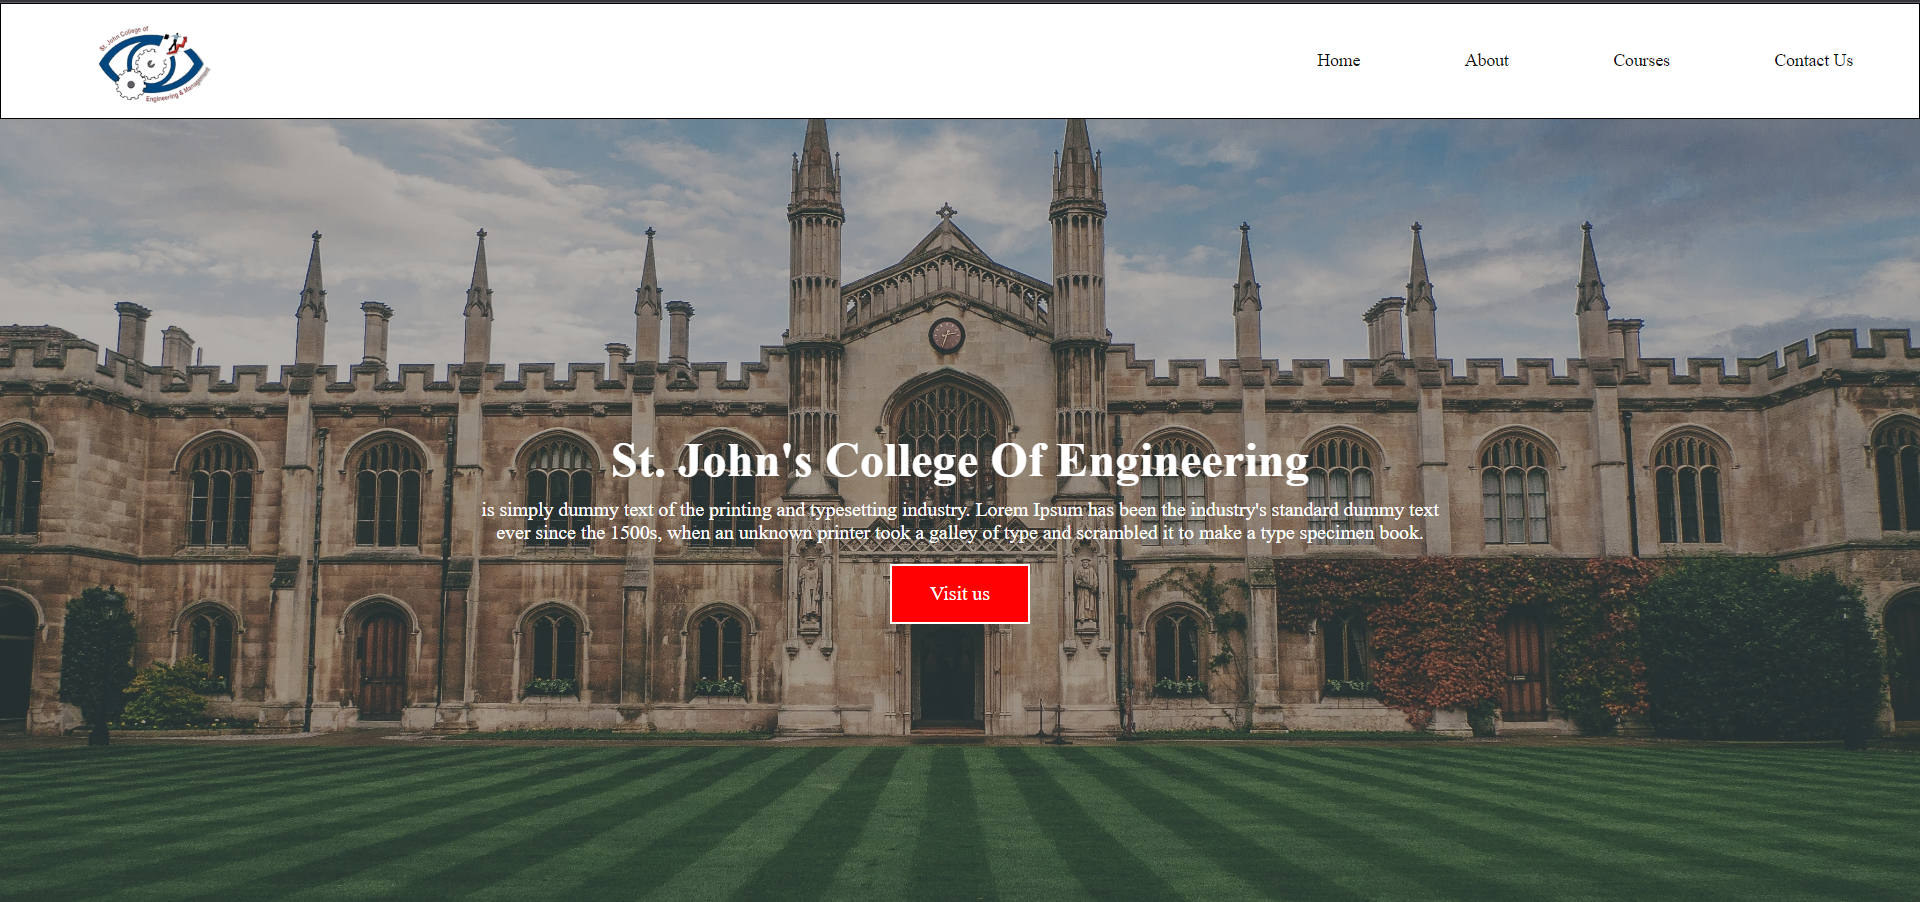 St. John College of
Engineering & Management
Home
About
Courses
Contact Us
St. John's College Of Engineering
is simply dummy text of the printing and typesetting industry. Lorem Ipsum has been the industry's standard dummy text
ever since the 1500s, when an unknown printer took a galley of type and scrambled it to make a type specimen book.
Visit us